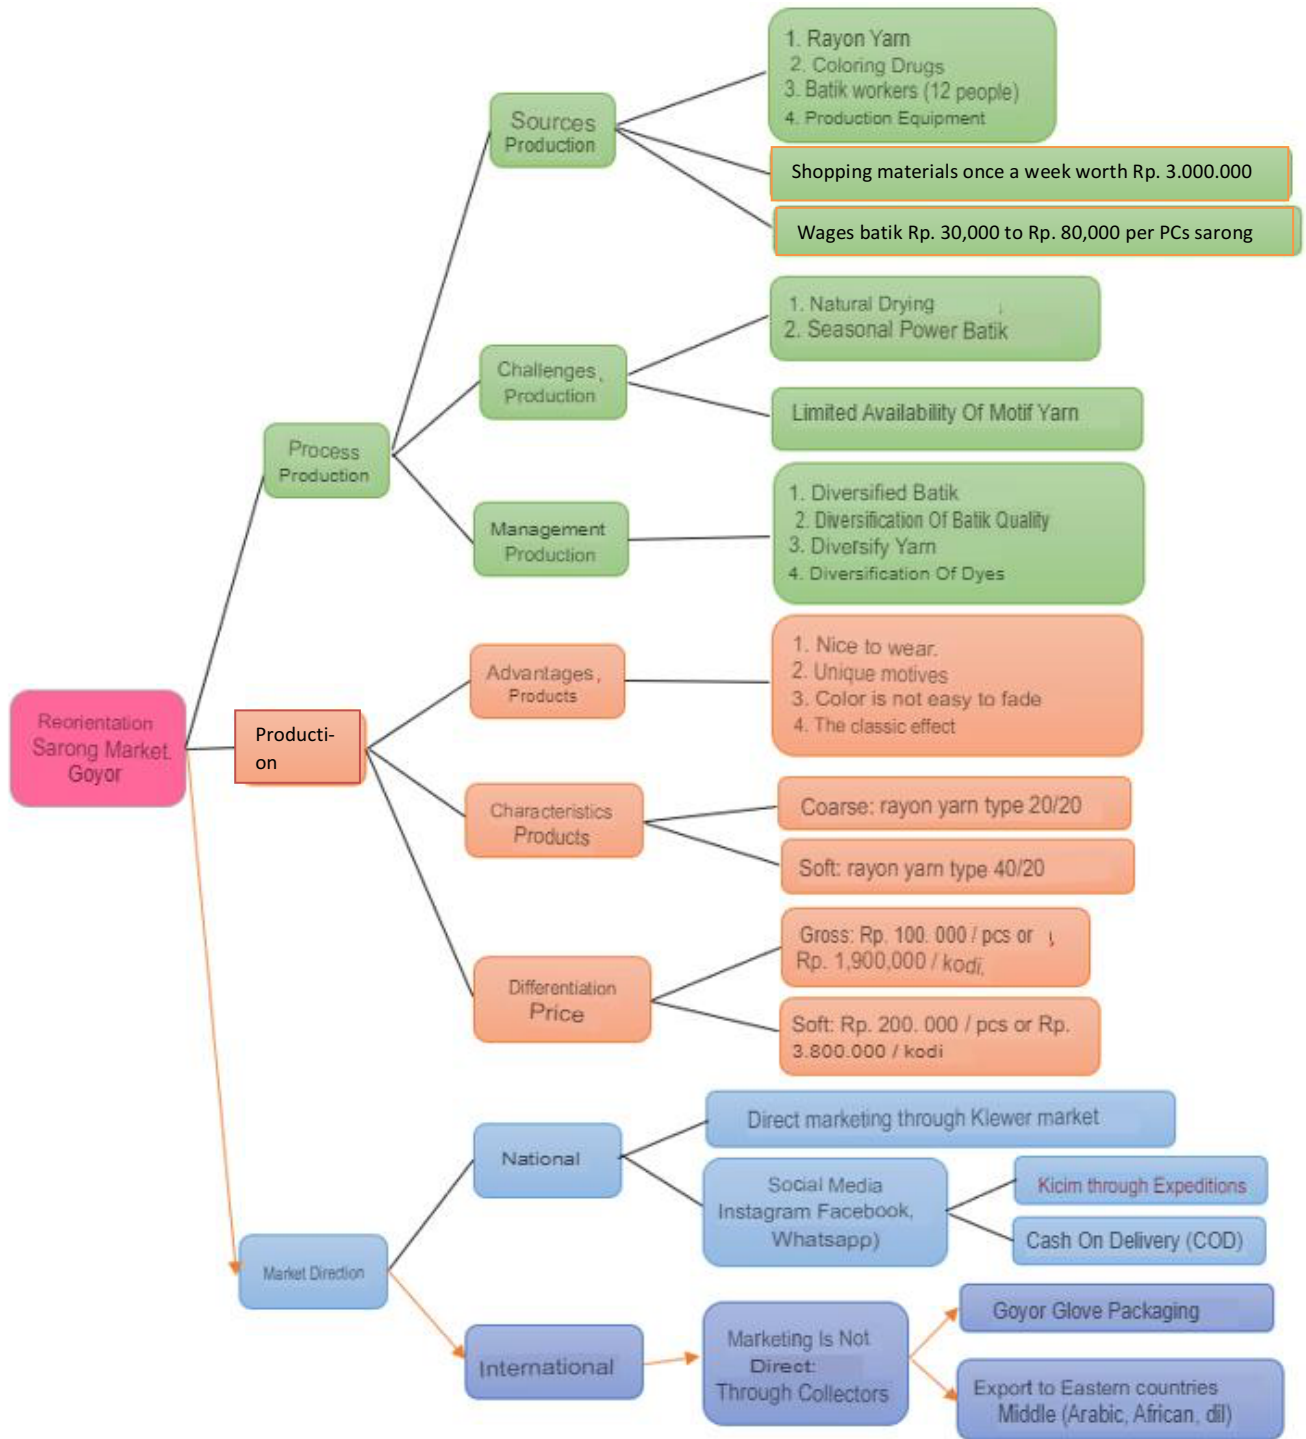 1. Rayon Yarn
2. Coloring Drugs
3. Batik workers (12 people)
4. Production Equipment
Sources
Production
Shopping materials once a week worth Rp. 3.000.000
Wages batik Rp. 30,000 to Rp. 80,000 per PCs sarong
1. Natural Drying
2. Seasonal Power Batik
Challenges,
Production
Limited Availability Of Motif Yarn
Process
Production
1. Diversified Batik
2. Diversification Of Batik Quality
3. Diversify Yarn
4. Diversification Of Dyes
Management
Production
1. Nice to wear.
2. Unique motives
3. Color is not easy to fade
4. The classic effect
Advantages,
Products
Reorientation
Sarong Market.
Goyor
Producti-
on
Characteristics
Products
Coarse: rayon yarn type 20/20
Soft: rayon yarn type 40/20
Gross: Rp. 100. 000 / pcs or
Rp. 1,900,000 / kodi,
Differentiation
Price
Soft: Rp. 200. 000 / pcs or Rp.
3.800.000 / kodi
Direct marketing through Klewer market
National
Social Media
Instagram Facebook,
Whatsapp)
Kicim through Expeditions
Cash On Delivery (COD)
Market Direction
Goyor Glove Packaging
Marketing Is Not
Direct:
Through Collectors
International
Export to Eastern countries
Middle (Arabic, African, dil)